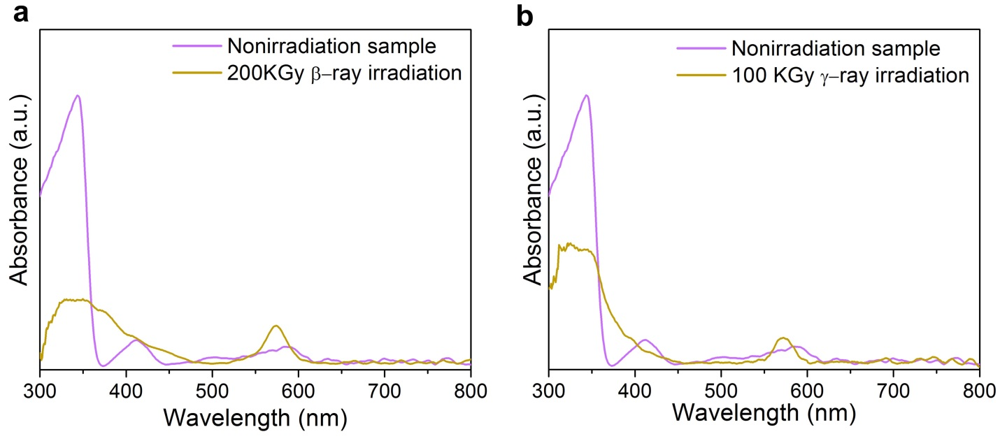 a
Nonirradiation sample
200KGy β–ray irradiation
Absorbance (a.u.)
300 400 500 600 700 800
Wavelength (nm)
b
Nonirradiation sample
100 KGy γ–ray irradiation
Absorbance (a.u.)
300 400 500 600 700 800
Wavelength (nm)